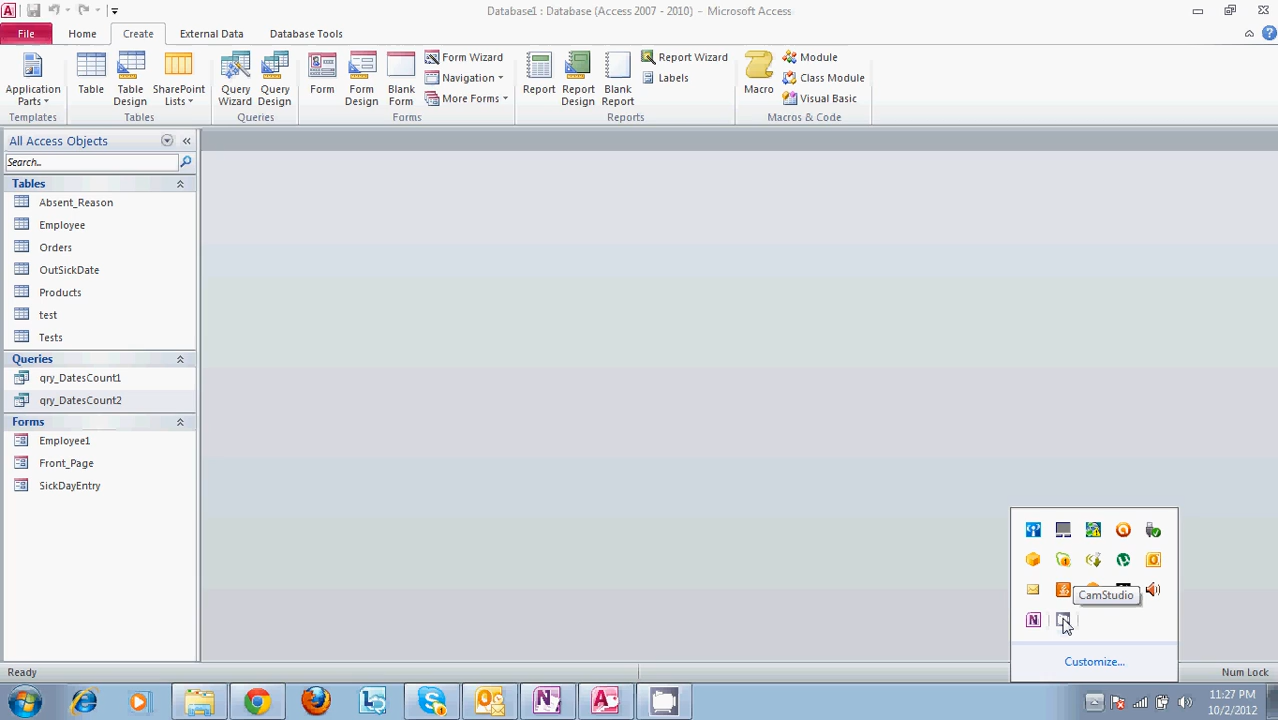 Database1 : Database (Access 2007 - 2010) - Microsoft Access
File Home Create External Data Database Tools
Application Parts
Table
Table Design
SharePoint Lists
Query Wizard
Query Design
Form
Form Design
Blank Form
Form Wizard
Navigation
More Forms
Report
Report Design
Blank Report
Report Wizard
Labels
Macro
Module
Class Module
Visual Basic
Templates Tables Queries Forms Reports Macros & Code
All Access Objects
Search...
Tables
Absent_Reason
Employee
Orders
OutSickDate
Products
test
Tests
Queries
qry_DatesCount1
qry_DatesCount2
Forms
Employee1
Front_Page
SickDayEntry
CamStudio
Customize...
Ready Num Lock
11:27 PM
10/2/2012